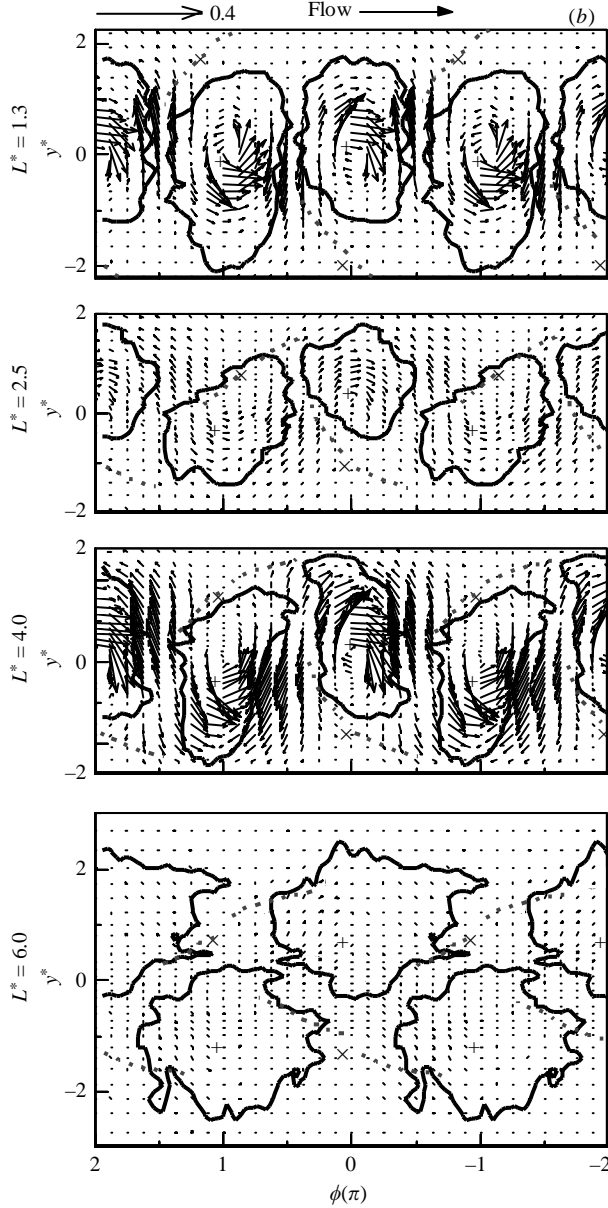 0.4 Flow (b)
L* = 1.3
y*
2
0
−2
L* = 2.5
y*
2
0
−2
L* = 4.0
y*
2
0
−2
L* = 6.0
y*
2
0
−2
2 1 0 −1 −2
ϕ(π)